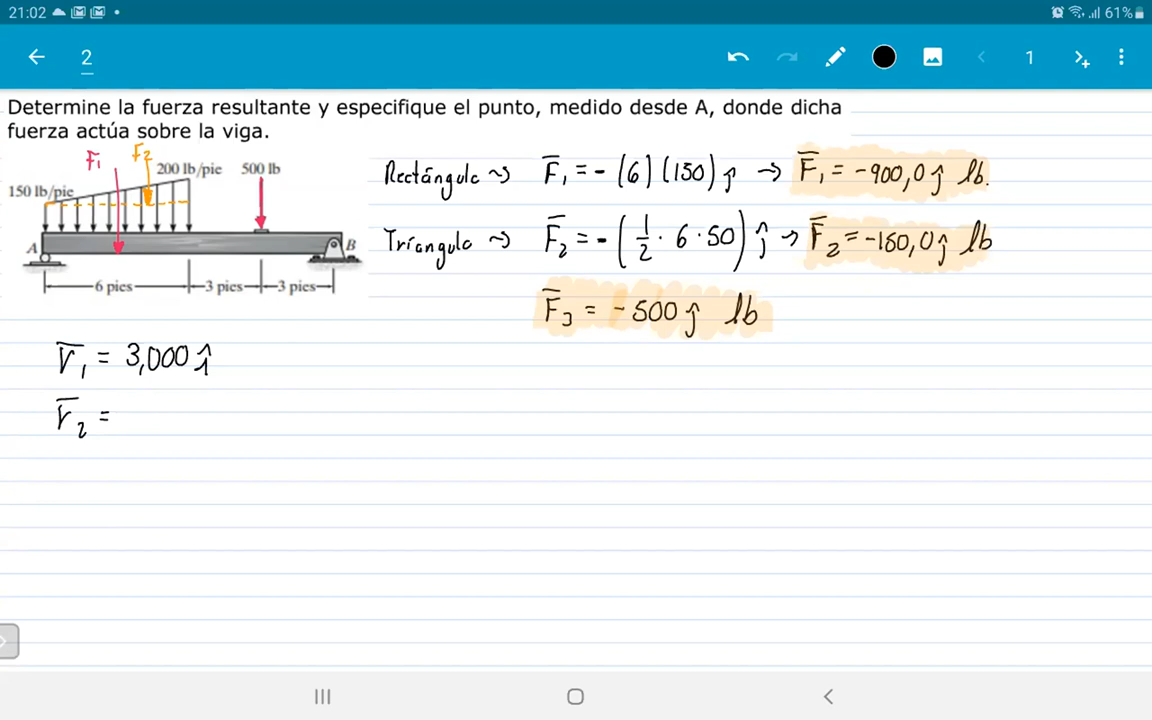 21:02 61%
2 1
Determine la fuerza resultante y especifique el punto, medido desde A, donde dicha
fuerza actúa sobre la viga.
F₁ F₂ 200 lb/pie 500 lb
150 lb/pie
A B
6 pies 3 pies 3 pies
Rectángulo ⇝ F̅₁ = - (6)(150) ĵ → F̅₁ = -900,0 ĵ lb.
Triángulo ⇝ F̅₂ = - (1/2 · 6 · 50) ĵ → F̅₂ = -150,0 ĵ lb
F̅₃ = -500 ĵ lb
r̅₁ = 3,000 î
r̅₂ =